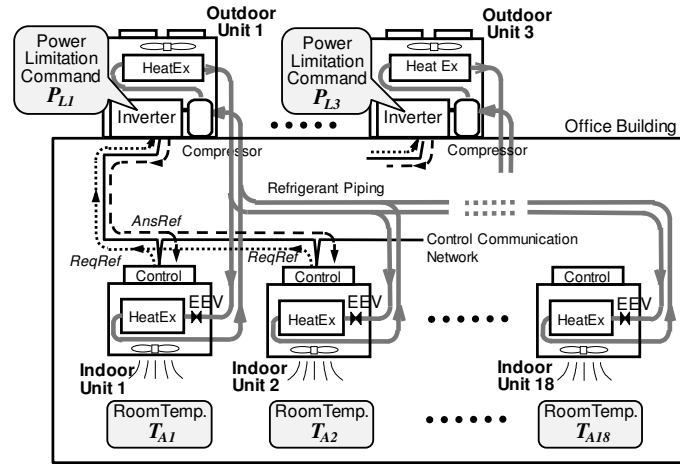 Outdoor
Unit 1
Power
Limitation
Command
PL1
HeatEx
Inverter
Compressor
Outdoor
Unit 3
Power
Limitation
Command
PL3
Heat Ex
Inverter
Compressor
Office Building
Refrigerant Piping
AnsRef
ReqRef
ReqRef
Control Communication
Network
Control
EEV
HeatEx
Indoor
Unit 1
Control
EEV
HeatEx
Indoor
Unit 2
Control
EEV
HeatEx
Indoor
Unit 18
RoomTemp.
TA1
RoomTemp.
TA2
RoomTemp.
TA18